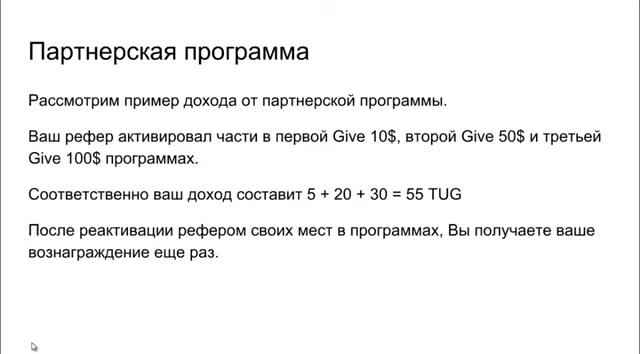 Партнерская программа
Рассмотрим пример дохода от партнерской программы.
Ваш рефер активировал части в первой Give 10$, второй Give 50$ и третьей
Give 100$ программах.
Соответственно ваш доход составит 5 + 20 + 30 = 55 TUG
После реактивации рефером своих мест в программах, Вы получаете ваше
вознаграждение еще раз.